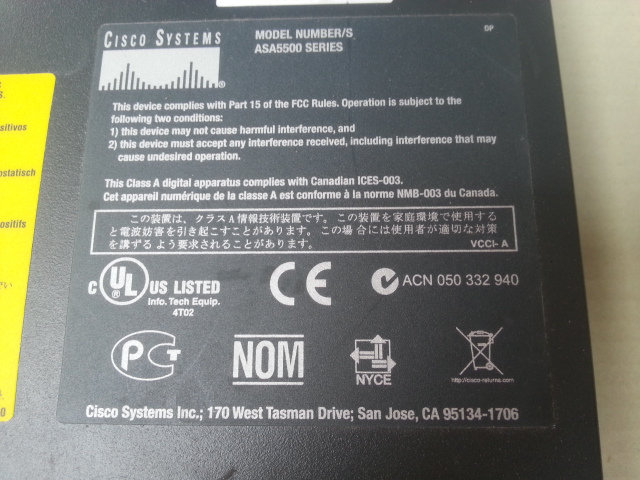 CISCO SYSTEMS
MODEL NUMBER/S
ASA5500 SERIES
DP
This device complies with Part 15 of the FCC Rules. Operation is subject to the
following two conditions:
1) this device may not cause harmful interference, and
2) this device must accept any interference received, including interference that may
cause undesired operation.
This Class A digital apparatus complies with Canadian ICES-003.
Cet appareil numérique de la classe A est conforme à la norme NMB-003 du Canada.
この装置は、クラスA情報技術装置です。この装置を家庭環境で使用する
と電波妨害を引き起こすことがあります。この場合には使用者が適切な対策
を講ずるよう要求されることがあります。
VCCI- A
C UL US LISTED
Info. Tech Equip.
4T02
CE
ACN 050 332 940
PCT
NOM
NYCE
http://cisco-returns.com
Cisco Systems Inc.; 170 West Tasman Drive; San Jose, CA 95134-1706
sitivos
ostatisch
ositifs